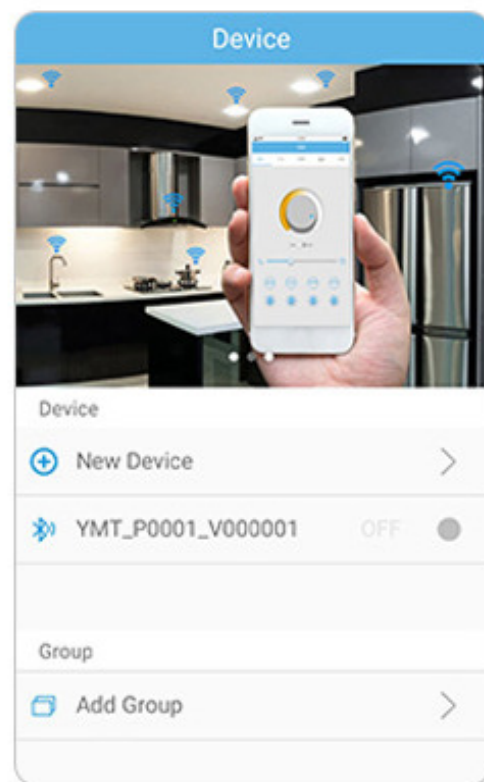 Device
Device
New Device
YMT_P0001_V000001 OFF
Group
Add Group